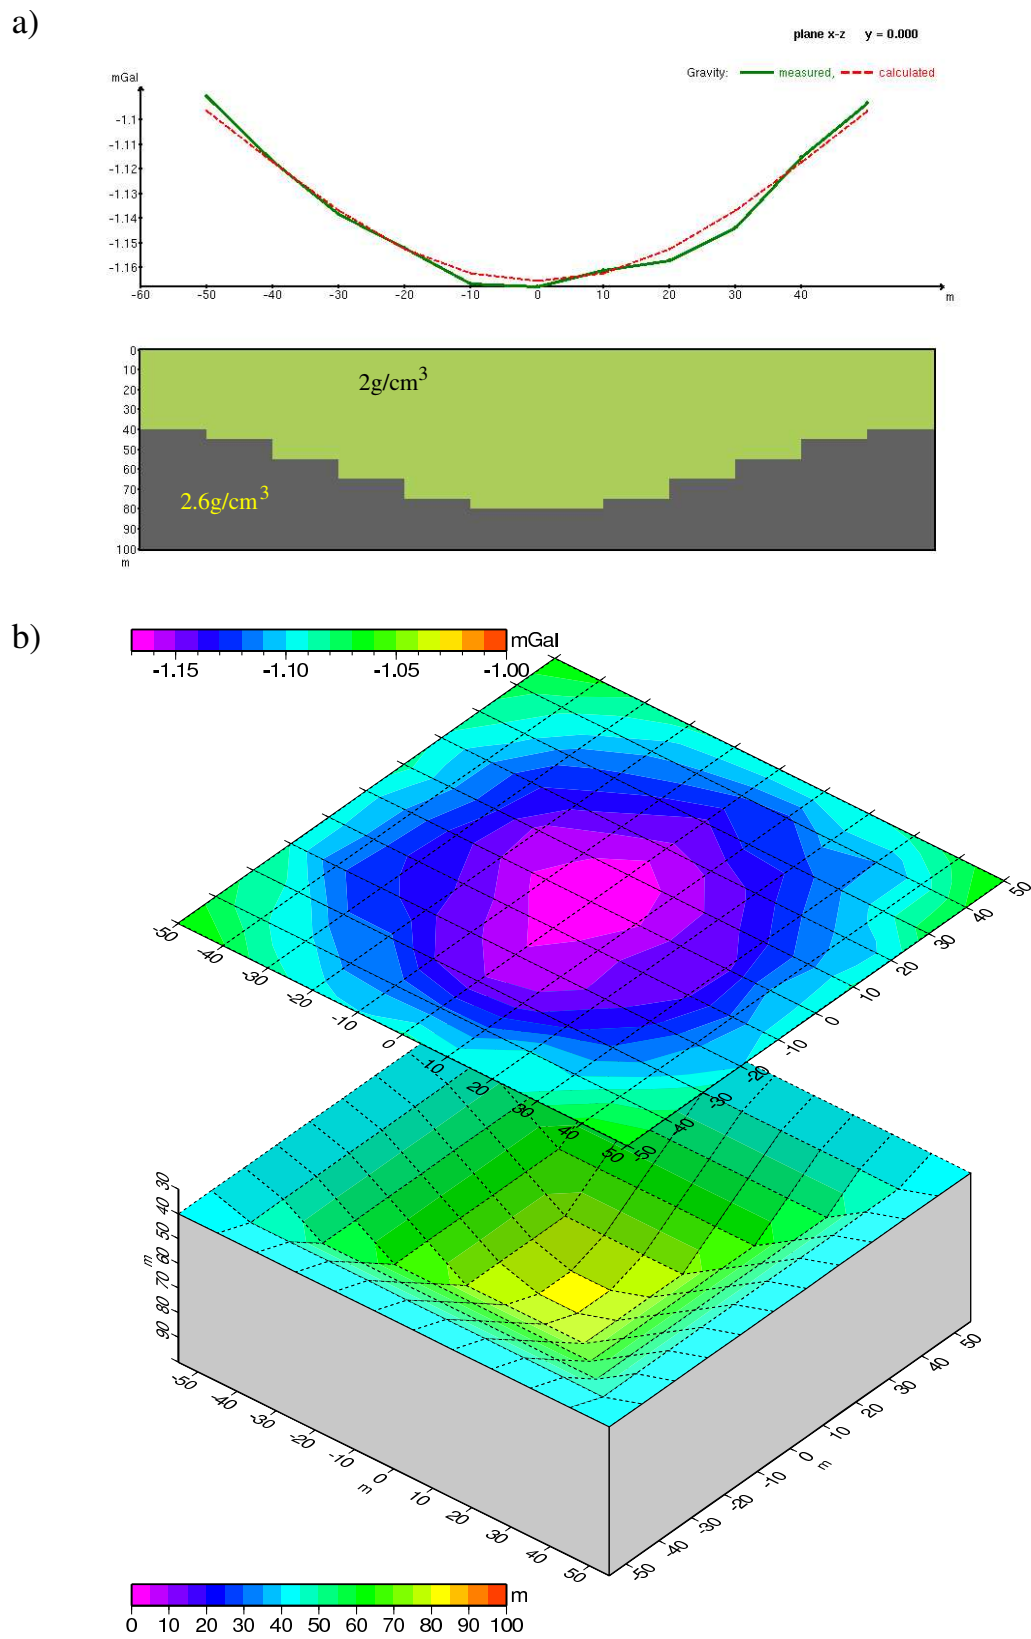 a)
plane x-z y = 0.000
Gravity: measured, calculated
mGal
-1.1
-1.11
-1.12
-1.13
-1.14
-1.15
-1.16
-60 -50 -30 -20 -10 0 10 20 30 40 m
0
10
20
30
40
50
60
70
80
90
100
m
2g/cm³
2.6g/cm³
b)
mGal
-1.15 -1.10 -1.05 -1.00
-50 -40 -30 -20 -10 0 10 20 30 40 50
-50 -40 -30 -20 -10 0 10 20 30 40 50
30 40 50 60 70 80 90
m
-50 -40 -30 -20 -10 0 10 20 30 40 50
m
-50 -40 -30 -20 -10 0 10 20 30 40 50
m
m
0 10 20 30 40 50 60 70 80 90 100